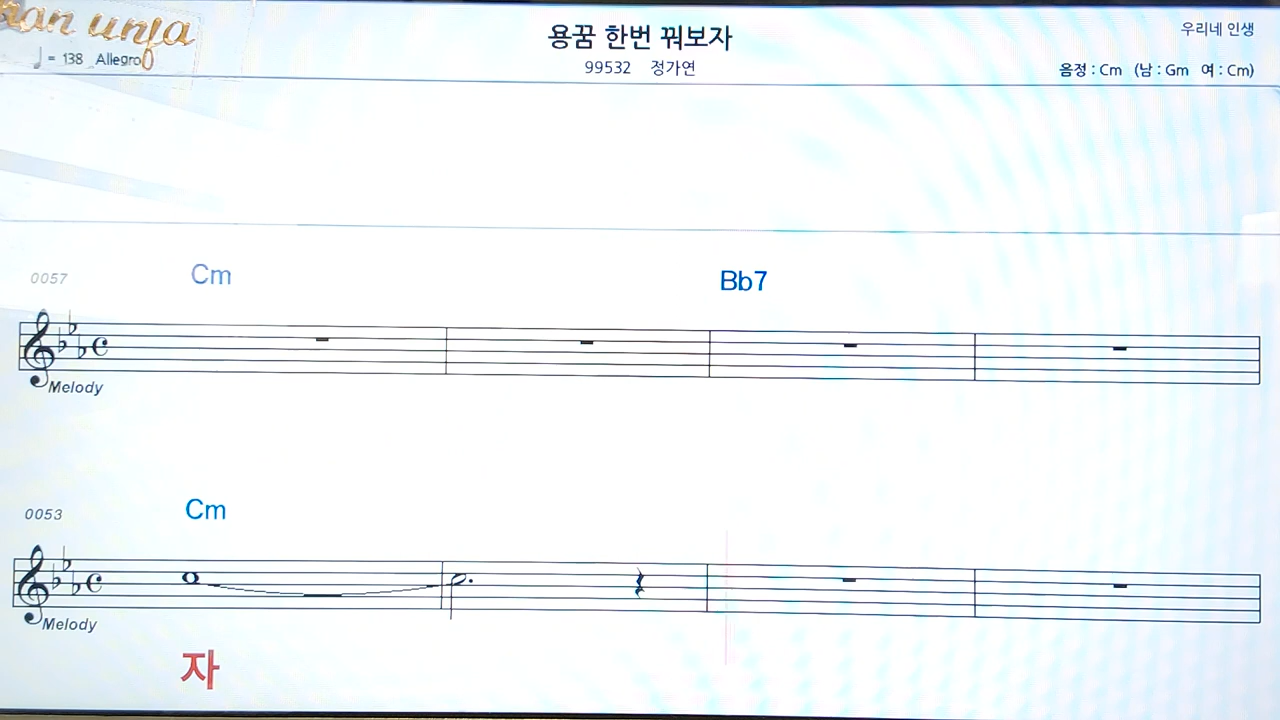 unja
♩ = 138 Allegro
용꿈 한번 꿔보자
99532 정가연
우리네 인생
음정 : Cm (남 : Gm 여 : Cm)
0057
Cm
Bb7
Melody
0053
Cm
Melody
자